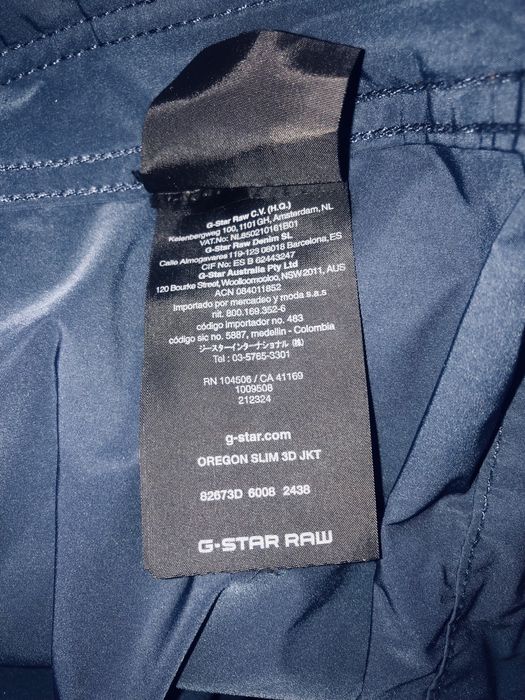 G-Star Raw C.V. (H.Q.)
Keienbergweg 100, 1101 GH, Amsterdam, NL
VAT.No: NL850210161B01
G-Star Raw Denim SL
Calle Almogavares 119-123 08018 Barcelona, ES
CIF No: ES B 62443247
G-Star Australia Pty Ltd
120 Bourke Street, Woolloomooloo, NSW 2011, AUS
ACN 084011852
Importado por mercadeo y moda s.a.s
nit. 800.169.352-6
código importador no. 483
código sic no. 5887, medellin - Colombia
ジースターインターナショナル (株)
Tel : 03-5765-3301
RN 104506 / CA 41169
1009508
212324
g-star.com
OREGON SLIM 3D JKT
82673D 6008 2438
G-STAR RAW